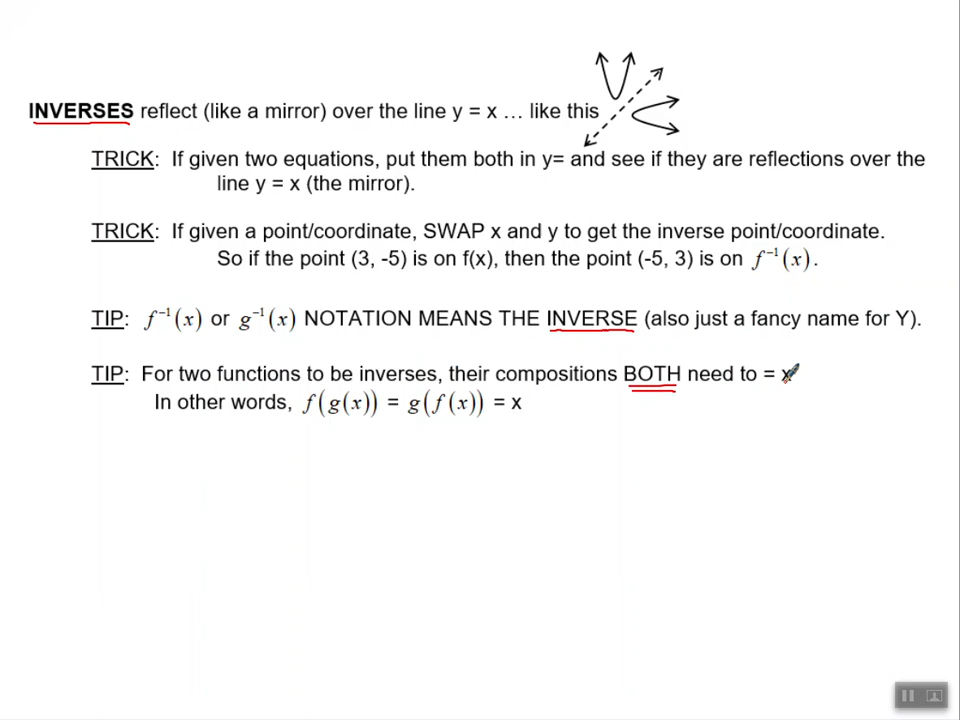 INVERSES reflect (like a mirror) over the line y = x … like this
TRICK: If given two equations, put them both in y= and see if they are reflections over the
line y = x (the mirror).
TRICK: If given a point/coordinate, SWAP x and y to get the inverse point/coordinate.
So if the point (3, -5) is on f(x), then the point (-5, 3) is on f⁻¹(x).
TIP: f⁻¹(x) or g⁻¹(x) NOTATION MEANS THE INVERSE (also just a fancy name for Y).
TIP: For two functions to be inverses, their compositions BOTH need to = x
In other words, f(g(x)) = g(f(x)) = x